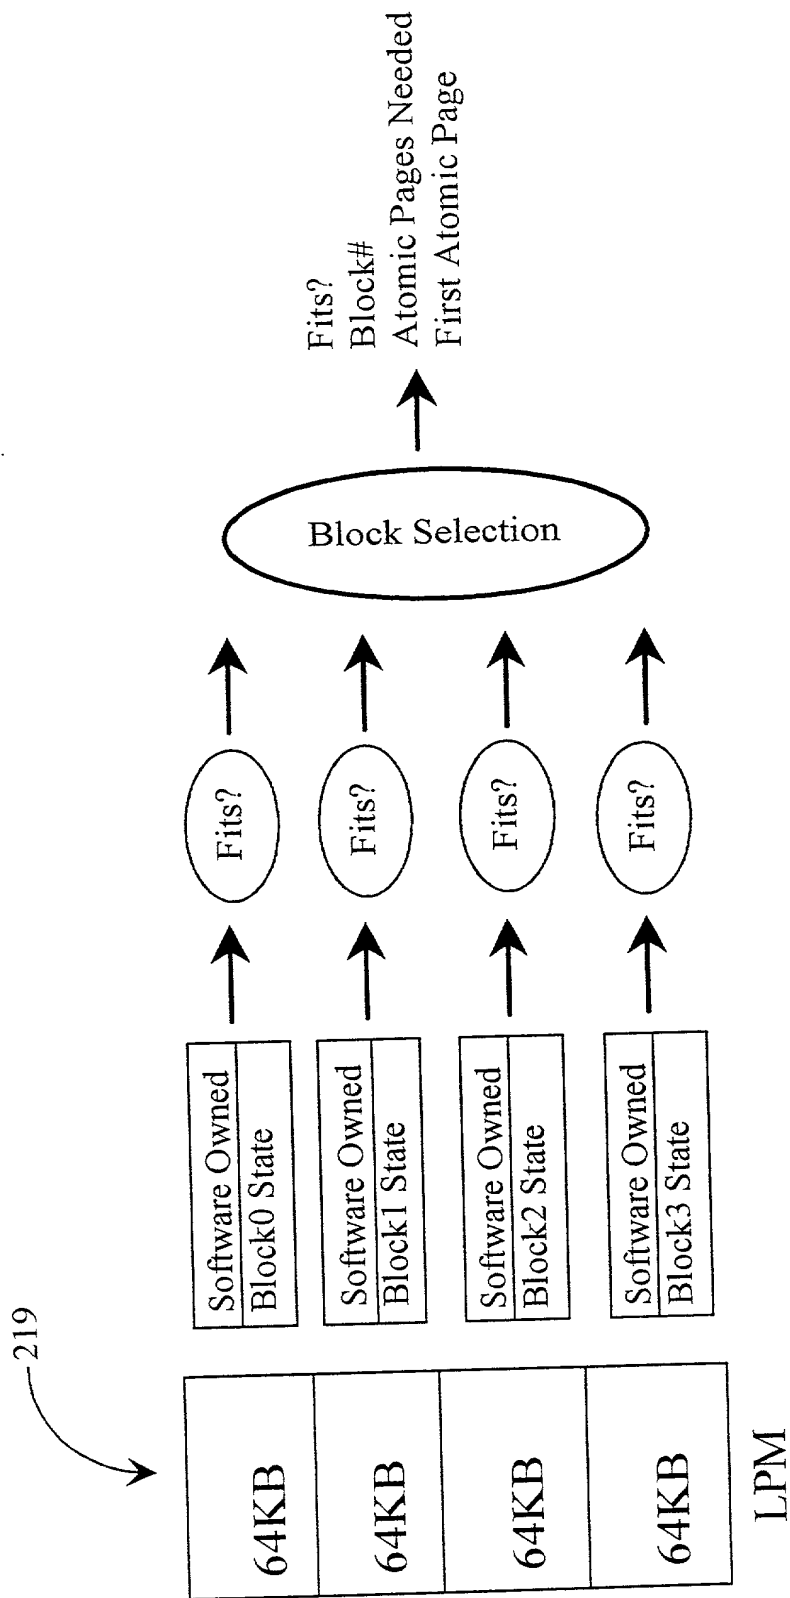 219
64KB
64KB
64KB
64KB
LPM
Software Owned
Block0 State
Software Owned
Block1 State
Software Owned
Block2 State
Software Owned
Block3 State
Fits?
Fits?
Fits?
Fits?
Block Selection
Fits?
Block#
Atomic Pages Needed
First Atomic Page